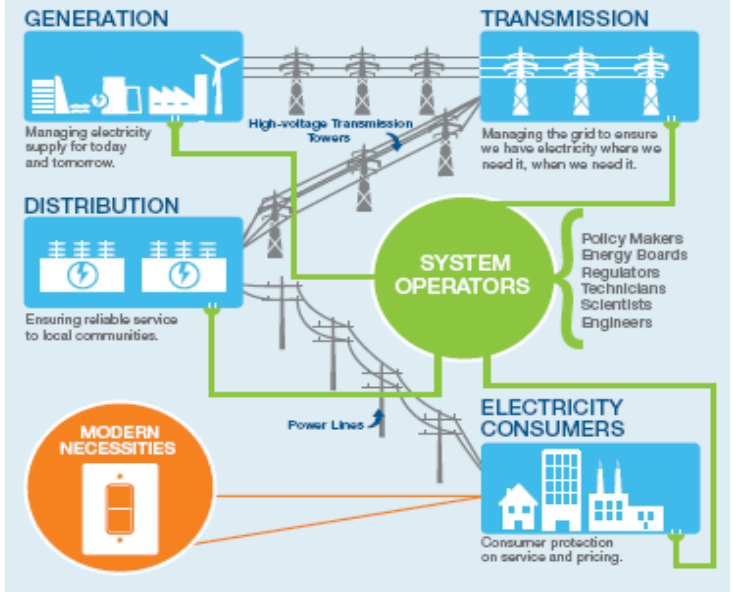 GENERATION
Managing electricity
supply for today
and tomorrow.
High-voltage Transmission
Towers
TRANSMISSION
Managing the grid to ensure
we have electricity where we
need it, when we need it.
DISTRIBUTION
Ensuring reliable service
to local communities.
SYSTEM
OPERATORS
Policy Makers
Energy Boards
Regulators
Technicians
Scientists
Engineers
Power Lines
MODERN
NECESSITIES
ELECTRICITY
CONSUMERS
Consumer protection
on service and pricing.